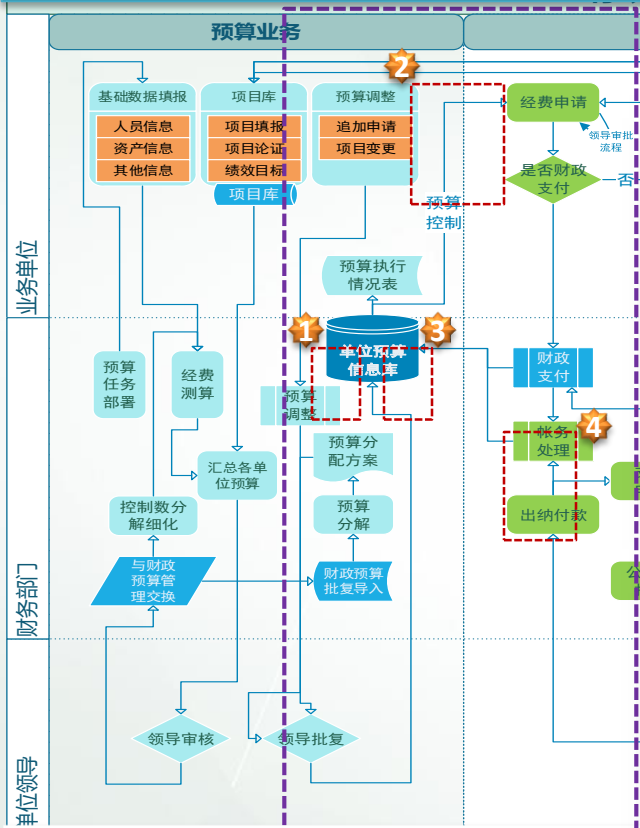 预算业务
2
基础数据填报
人员信息
资产信息
其他信息
项目库
项目填报
项目论证
绩效目标
项目库
预算调整
追加申请
项目变更
经费申请
领导审批
流程
是否财政
支付
否
预算
控制
业务单位
预算执行
情况表
1
3
单位预算
信息库
预算
任务
部署
经费
测算
预算
调整
财政
支付
4
帐务
处理
预算分
配方案
汇总各单
位预算
控制数分
解细化
预算
分解
出纳付款
财务部门
与财政
预算管
理交换
财政预算
批复导入
公
领导审核
领导批复
单位领导